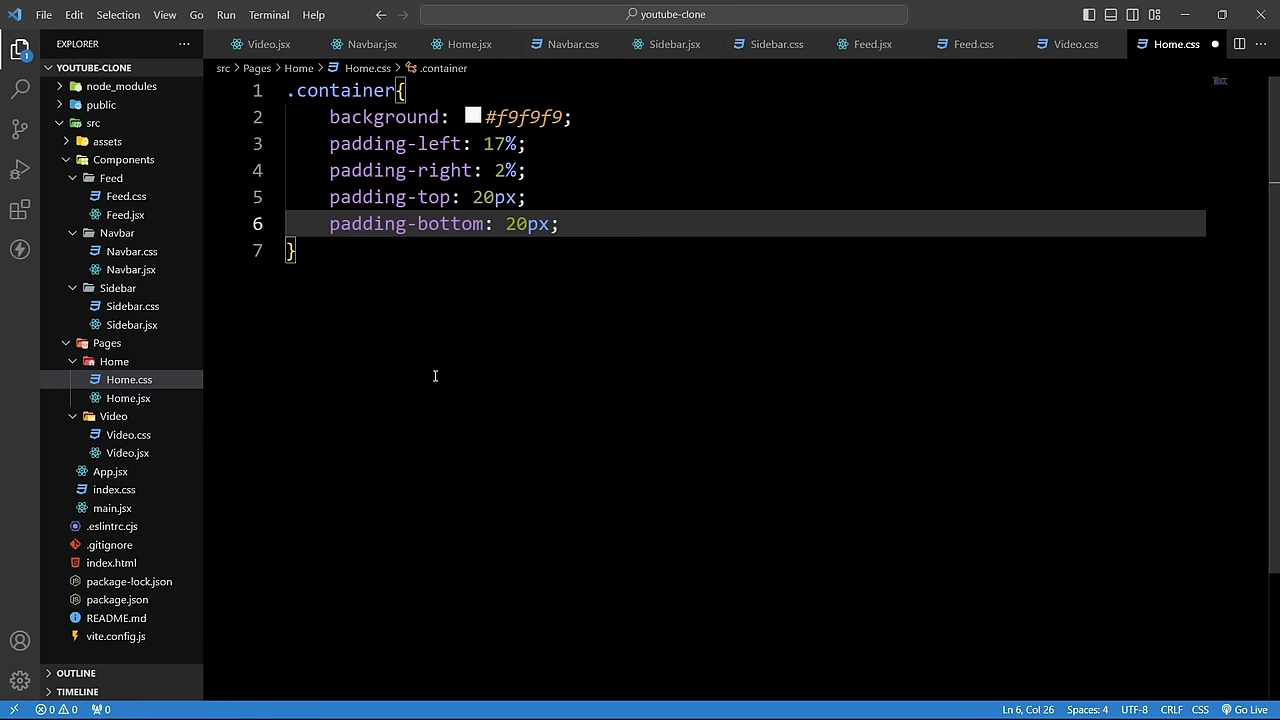 File Edit Selection View Go Run Terminal Help youtube-clone
EXPLORER
Video.jsx Navbar.jsx Home.jsx Navbar.css Sidebar.jsx Sidebar.css Feed.jsx Feed.css Video.css Home.css
src > Pages > Home > Home.css > .container
YOUTUBE-CLONE
node_modules
public
src
assets
Components
Feed
Feed.css
Feed.jsx
Navbar
Navbar.css
Navbar.jsx
Sidebar
Sidebar.css
Sidebar.jsx
Pages
Home
Home.css
Home.jsx
Video
Video.css
Video.jsx
App.jsx
index.css
main.jsx
.eslintrc.cjs
.gitignore
index.html
package-lock.json
package.json
README.md
vite.config.js
OUTLINE
TIMELINE
1 .container{
2 background: #f9f9f9;
3 padding-left: 17%;
4 padding-right: 2%;
5 padding-top: 20px;
6 padding-bottom: 20px;
7 }
1
0 0 0 Ln 6, Col 26 Spaces: 4 UTF-8 CRLF CSS Go Live